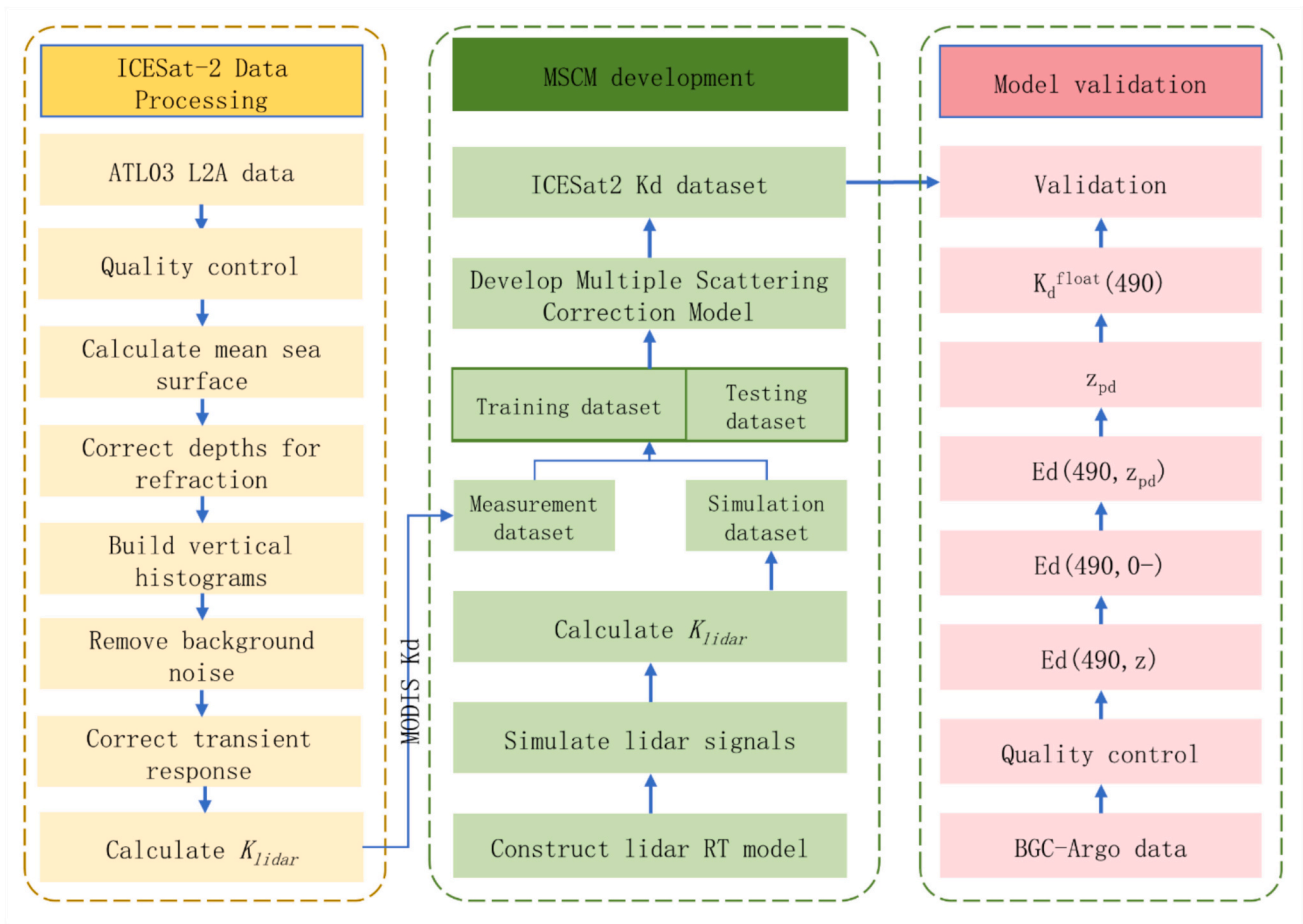 ICESat-2 Data
Processing
ATL03 L2A data
Quality control
Calculate mean sea
surface
Correct depths for
refraction
Build vertical
histograms
Remove background
noise
Correct transient
response
Calculate K_lidar
MODIS Kd
MSCM development
ICESat2 Kd dataset
Develop Multiple Scattering
Correction Model
Training dataset
Testing
dataset
Measurement
dataset
Simulation
dataset
Calculate K_lidar
Simulate lidar signals
Construct lidar RT model
Model validation
Validation
K_d^float(490)
z_pd
Ed(490, z_pd)
Ed(490, 0-)
Ed(490, z)
Quality control
BGC-Argo data